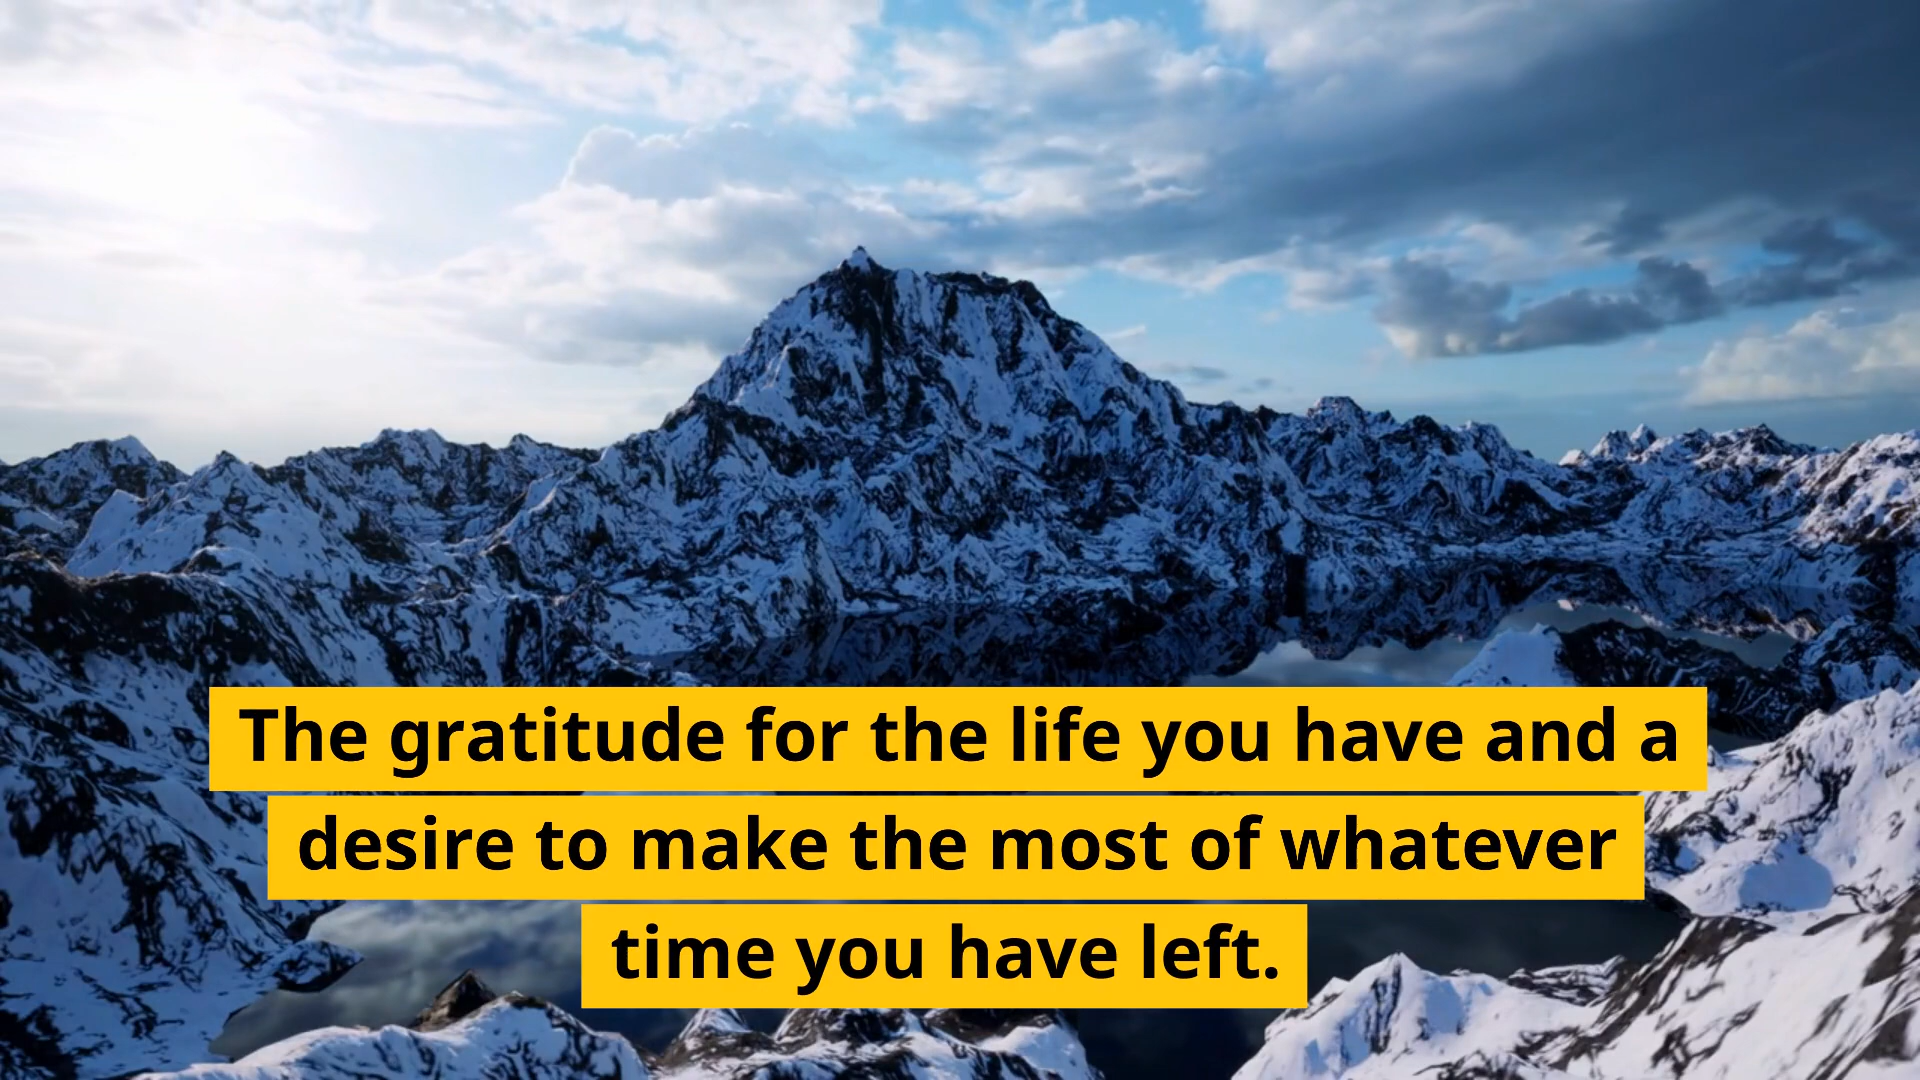 The gratitude for the life you have and a
desire to make the most of whatever
time you have left.